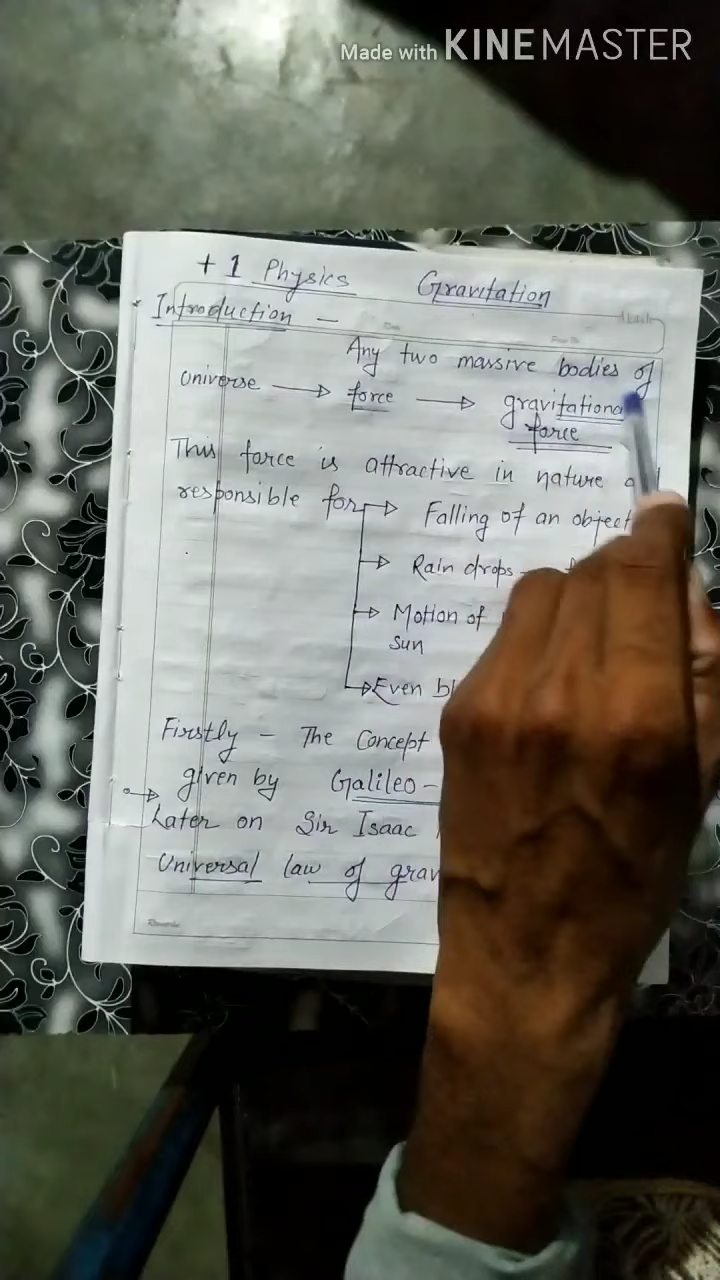 Made with KINEMASTER
+1 Physics Gravitation
Introduction -
Any two massive bodies of
Universe → force → gravitationa
force
This force is attractive in nature
responsible for → Falling of an object
→ Rain drops -
→ Motion of
sun
→ Even
Firstly - The Concept
→ given by Galileo -
Later on Sir Isaac
Universal law of grav